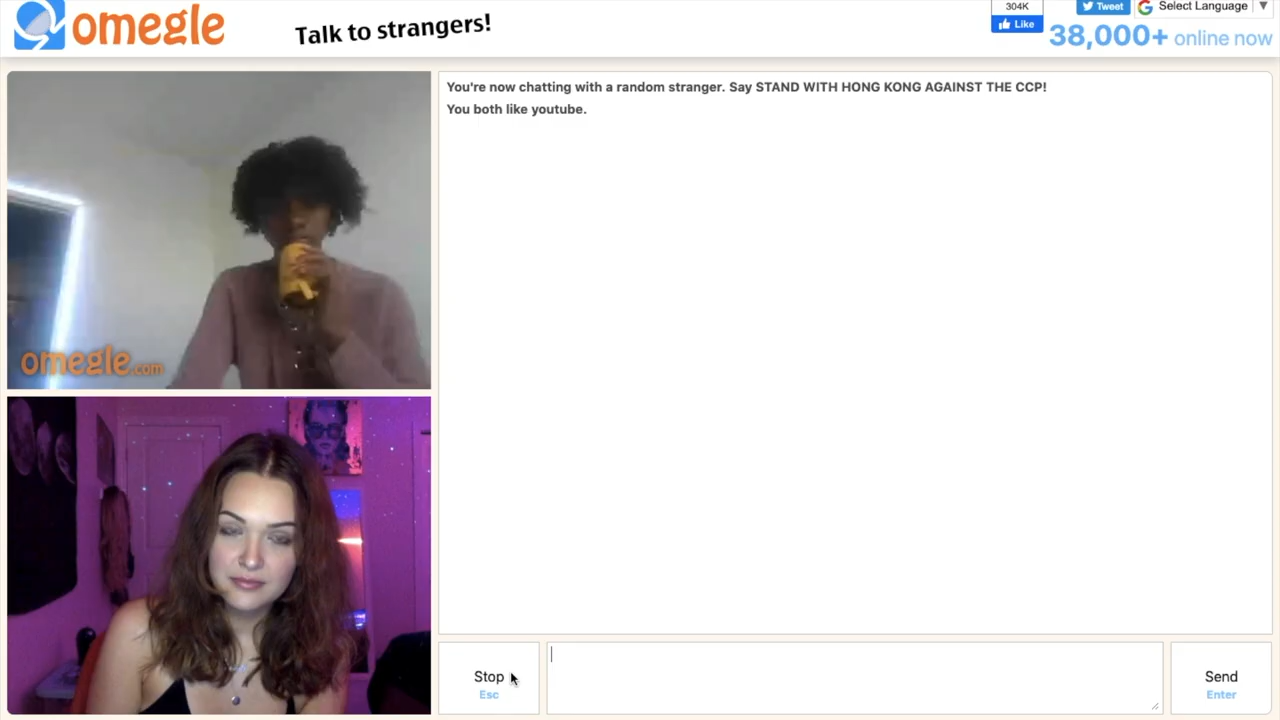 omegle
Talk to strangers!
304K
Like
Tweet
Select Language ▼
38,000+ online now
You're now chatting with a random stranger. Say STAND WITH HONG KONG AGAINST THE CCP!
You both like youtube.
omegle.com
Stop
Esc
Send
Enter